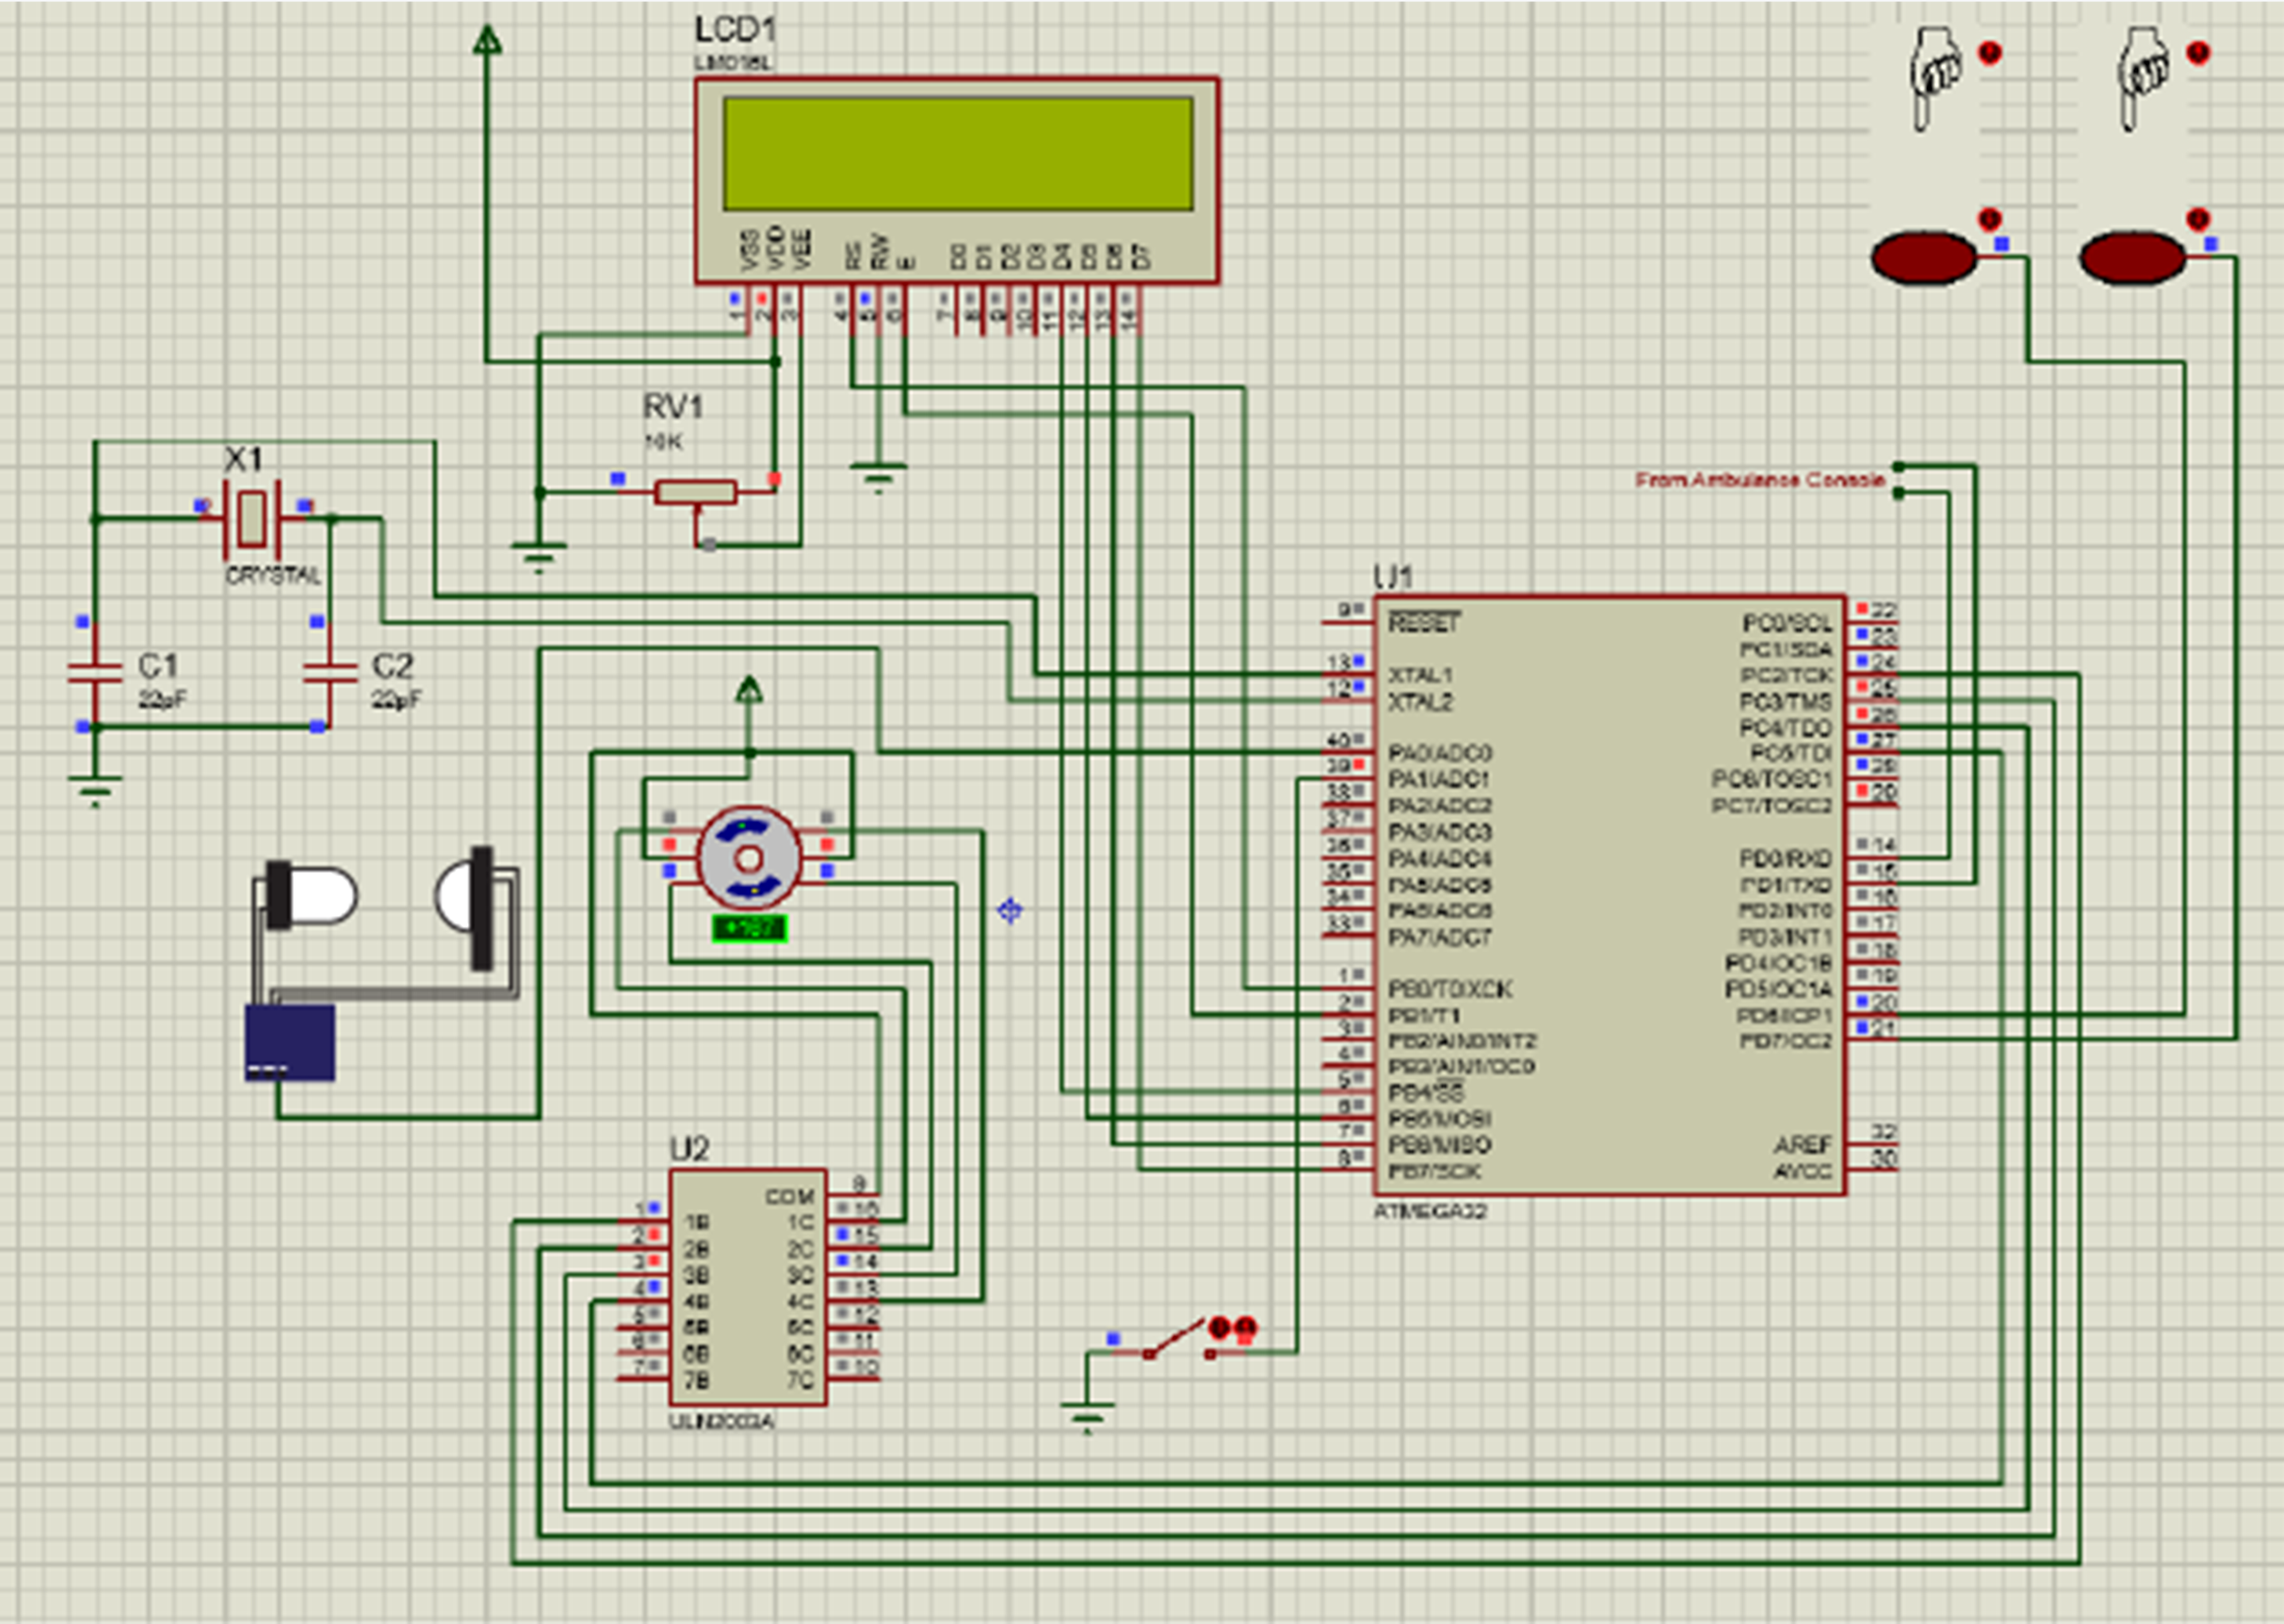 LCD1
LM016L
VSS
VDD
VEE
RS
RW
E
D0
D1
D2
D3
D4
D5
D6
D7
1
2
3
4
5
6
7
8
9
10
11
12
13
14
RV1
10K
X1
CRYSTAL
From Ambulance Console
C1
22pF
C2
22pF
U1
9 RESET
13 XTAL1
12 XTAL2
40 PA0/ADC0
39 PA1/ADC1
38 PA2/ADC2
37 PA3/ADC3
36 PA4/ADC4
35 PA5/ADC5
34 PA6/ADC6
33 PA7/ADC7
1 PB0/T0/XCK
2 PB1/T1
3 PB2/AIN0/INT2
4 PB3/AIN1/OC0
5 PB4/SS
6 PB5/MOSI
7 PB6/MISO
8 PB7/SCK
PC0/SCL 22
PC1/SDA 23
PC2/TCK 24
PC3/TMS 25
PC4/TDO 26
PC5/TDI 27
PC6/TOSC1 28
PC7/TOSC2 29
PD0/RXD 14
PD1/TXD 15
PD2/INT0 16
PD3/INT1 17
PD4/OC1B 18
PD5/OC1A 19
PD6/ICP1 20
PD7/OC2 21
AREF 32
AVCC 30
ATMEGA32
U2
COM 9
1 1B 1C 16
2 2B 2C 15
3 3B 3C 14
4 4B 4C 13
5 5B 5C 12
6 6B 6C 11
7 7B 7C 10
ULN2003A